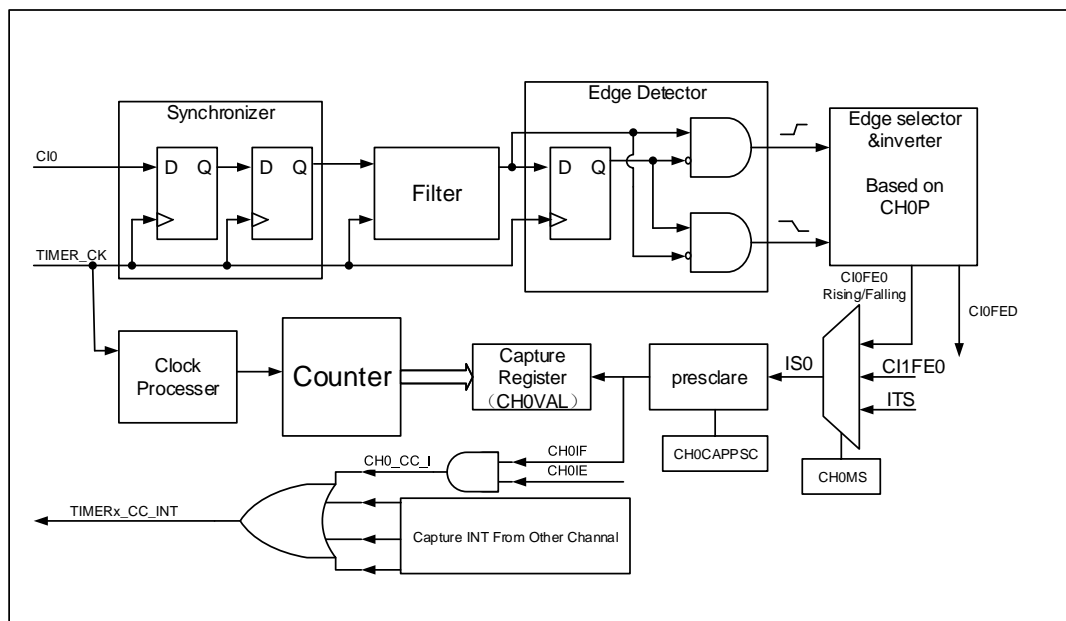 Synchronizer
Edge Detector
CI0
D Q
D Q
Filter
D Q
Edge selector
&inverter
Based on
CH0P
TIMER_CK
CI0FE0
Rising/Falling
CI0FED
Clock
Processer
Counter
Capture
Register
（CH0VAL）
presclare
IS0
CI1FE0
ITS
CH0CAPPSC
CH0MS
CH0_CC_I
CH0IF
CH0IE
TIMERx_CC_INT
Capture INT From Other Channel